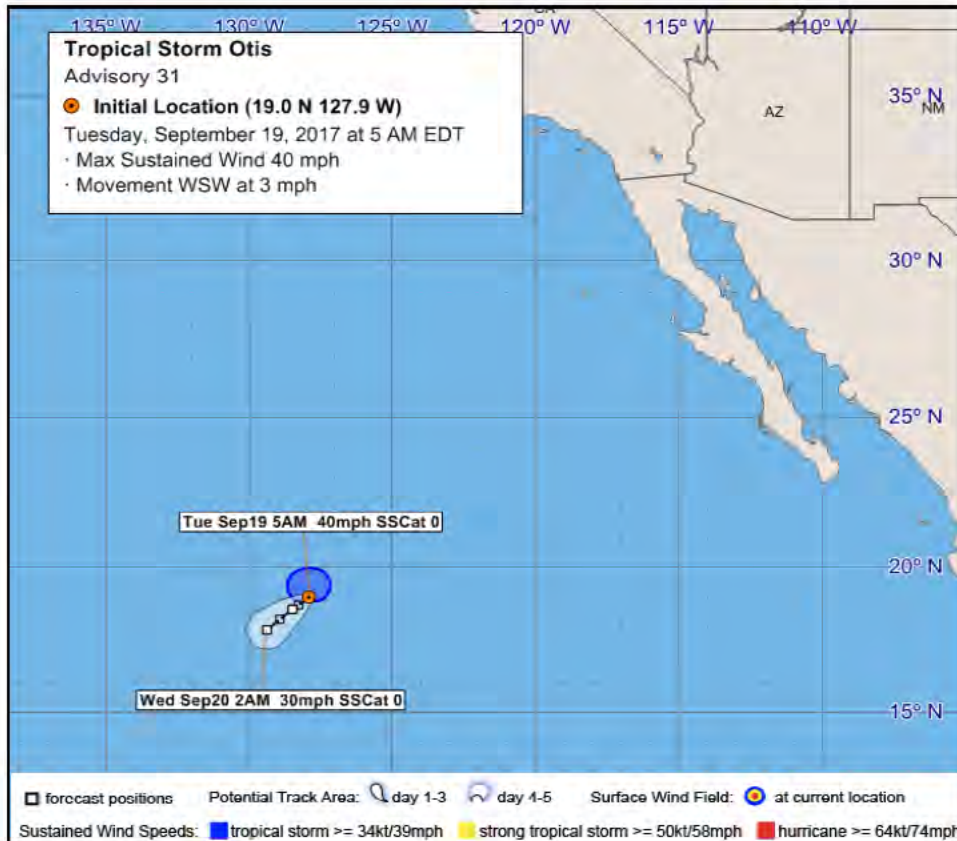 CA
135° W 130° W 125° W 120° W 115° W 110° W
Tropical Storm Otis
Advisory 31
Initial Location (19.0 N 127.9 W)
Tuesday, September 19, 2017 at 5 AM EDT
· Max Sustained Wind 40 mph
· Movement WSW at 3 mph
35° N
AZ
NM
30° N
25° N
Tue Sep19 5AM 40mph SSCat 0
20° N
Wed Sep20 2AM 30mph SSCat 0
15° N
forecast positions Potential Track Area: day 1-3 day 4-5 Surface Wind Field: at current location
Sustained Wind Speeds: tropical storm >= 34kt/39mph strong tropical storm >= 50kt/58mph hurricane >= 64kt/74mph